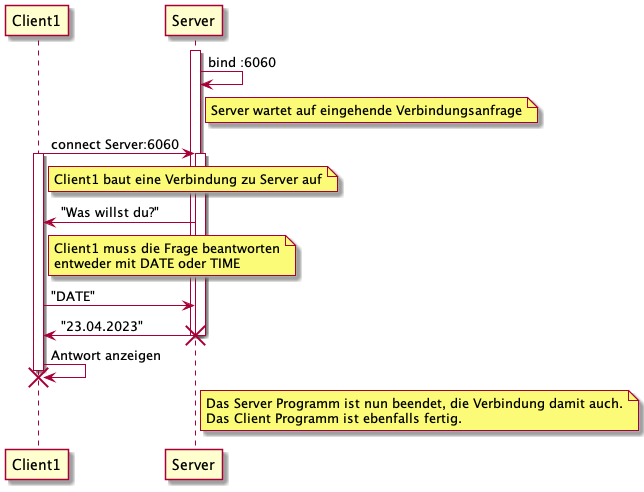 Client1
Server
bind :6060
Server wartet auf eingehende Verbindungsanfrage
connect Server:6060
Client1 baut eine Verbindung zu Server auf
"Was willst du?"
Client1 muss die Frage beantworten
entweder mit DATE oder TIME
"DATE"
"23.04.2023"
Antwort anzeigen
Das Server Programm ist nun beendet, die Verbindung damit auch.
Das Client Programm ist ebenfalls fertig.
Client1
Server